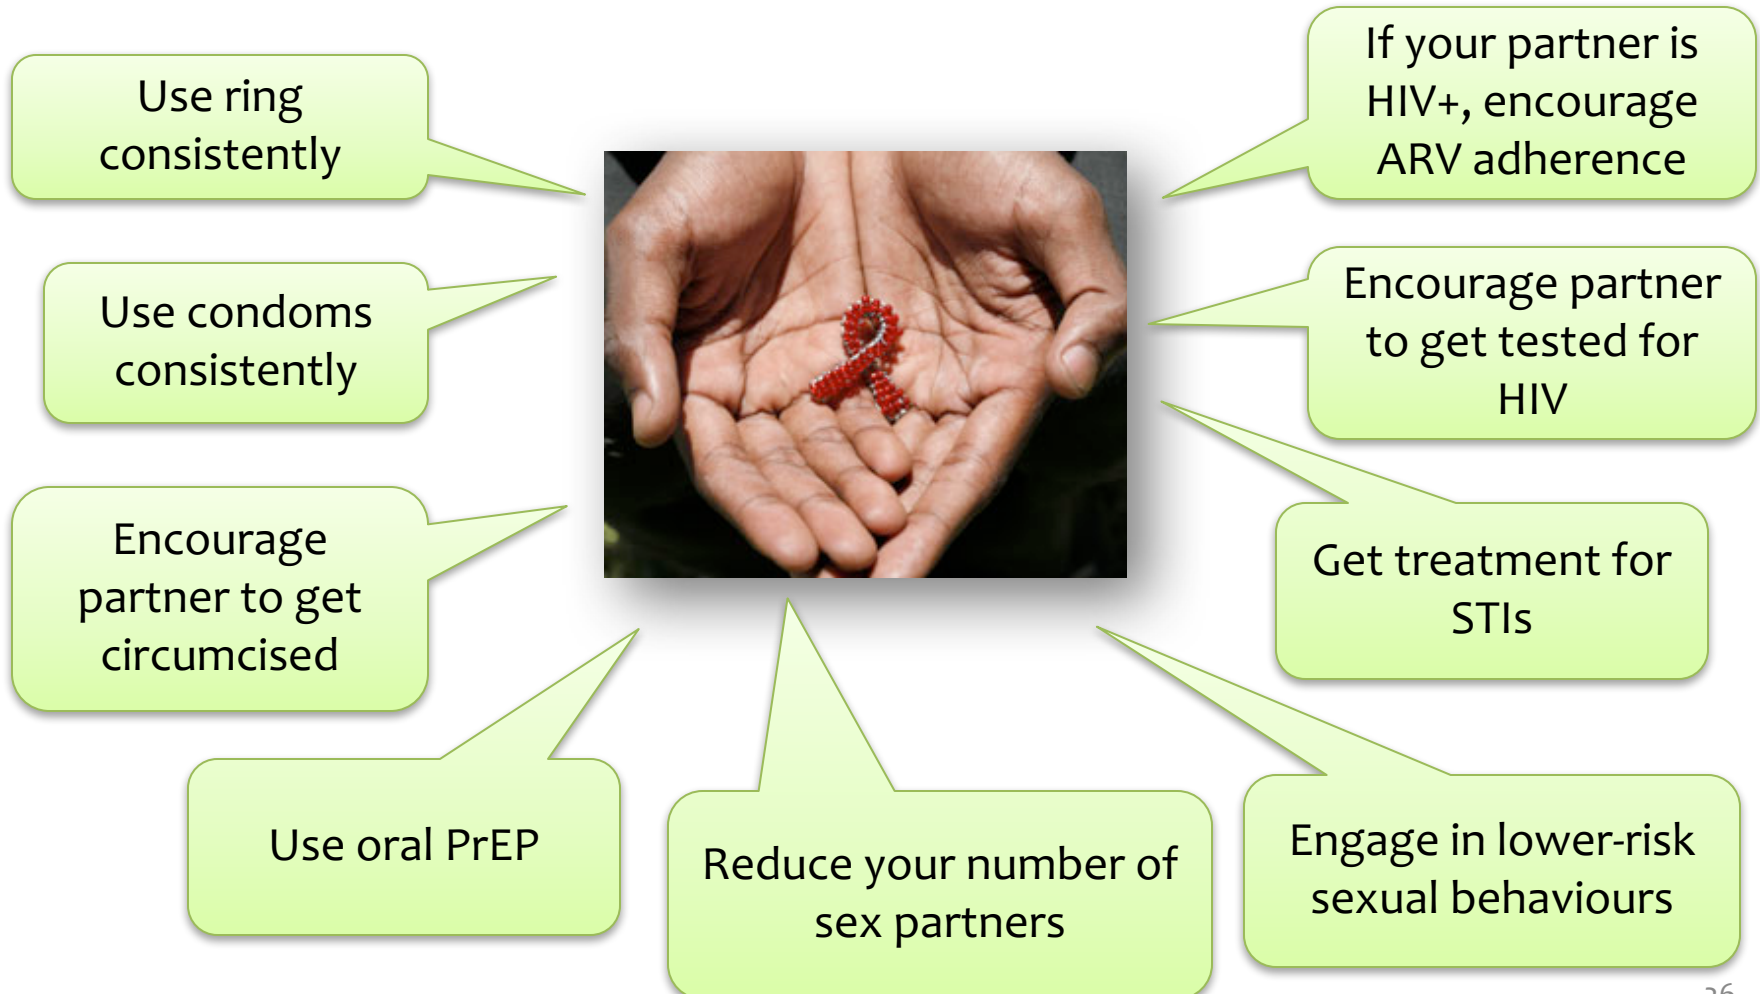 Use ring
consistently
Use condoms
consistently
Encourage
partner to get
circumcised
Use oral PrEP
Reduce your number of
sex partners
Engage in lower-risk
sexual behaviours
Get treatment for
STIs
Encourage partner
to get tested for
HIV
If your partner is
HIV+, encourage
ARV adherence